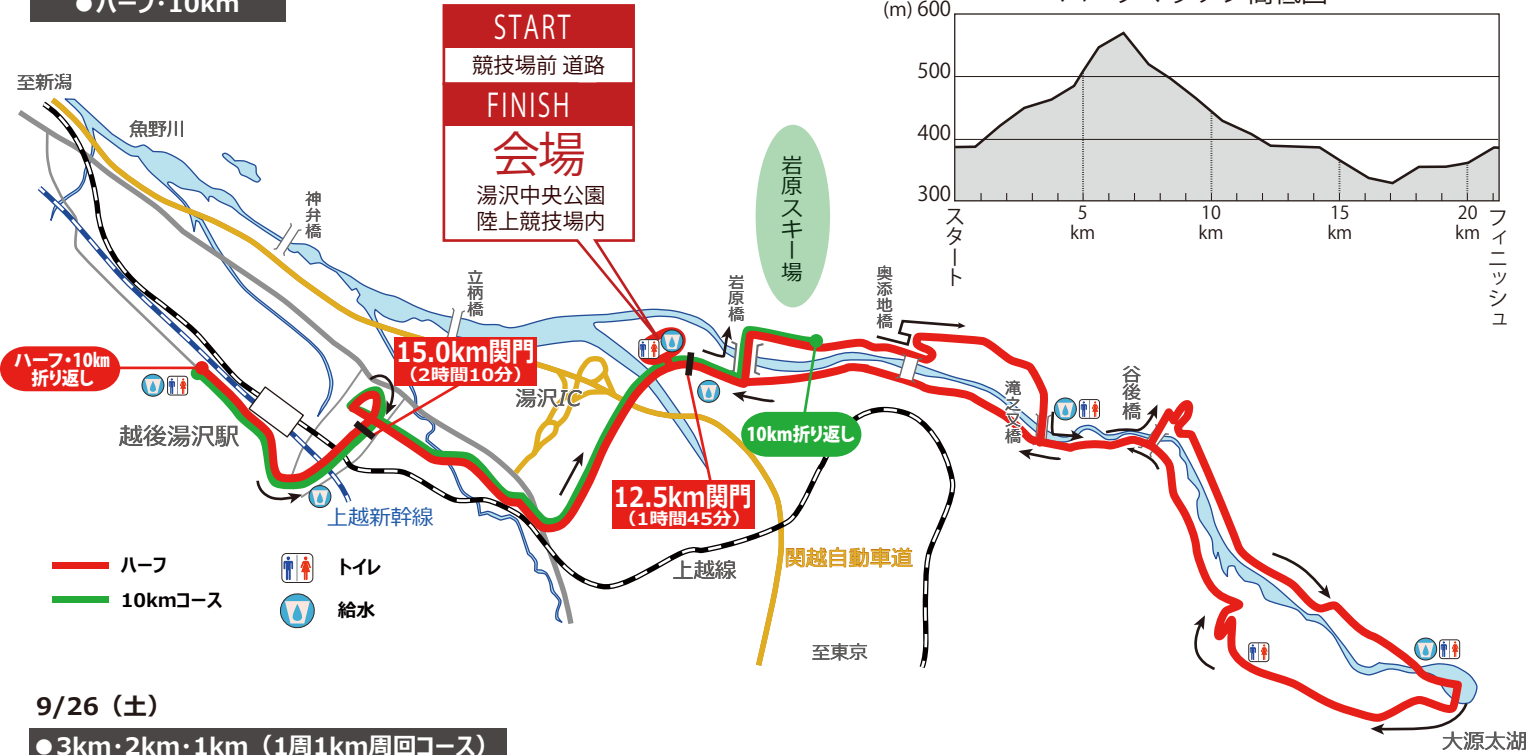 ●ハーフ・10km
(m)
600
500
400
300
スタート
5
km
10
km
15
km
20
km
フィニッシュ
START
競技場前 道路
FINISH
会場
湯沢中央公園
陸上競技場内
至新潟
魚野川
神弁橋
立柄橋
岩原橋
岩原スキー場
奥添地橋
滝之又橋
谷後橋
ハーフ・10km
折り返し
15.0km関門
(2時間10分)
湯沢IC
越後湯沢駅
10km折り返し
12.5km関門
(1時間45分)
上越新幹線
上越線
関越自動車道
至東京
大源太湖
ハーフ
10kmコース
トイレ
給水
9/26(土)
●3km・2km・1km(1周1km周回コース)